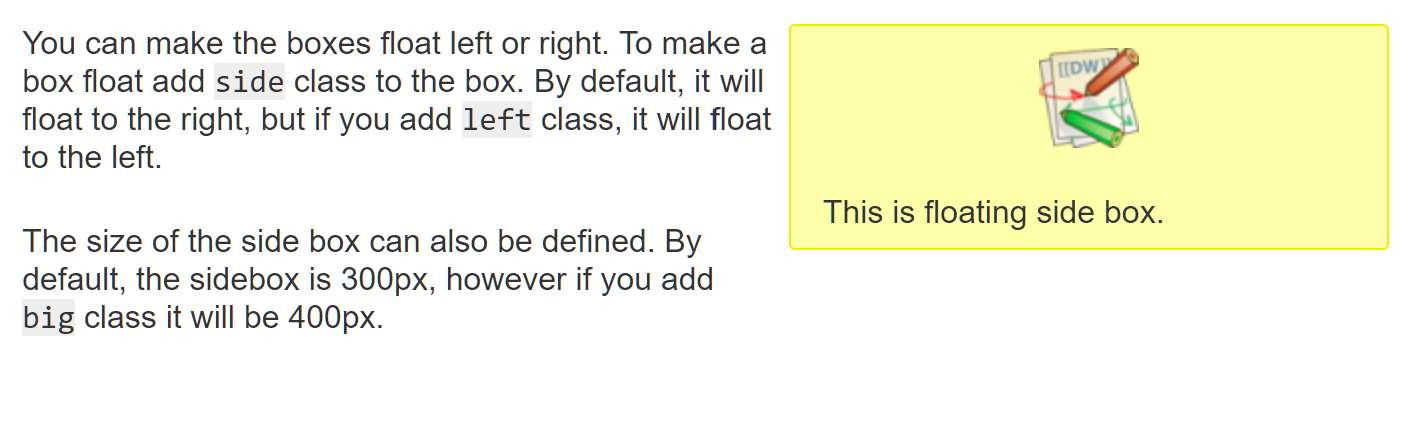 You can make the boxes float left or right. To make a
box float add side class to the box. By default, it will
float to the right, but if you add left class, it will float
to the left.
The size of the side box can also be defined. By
default, the sidebox is 300px, however if you add
big class it will be 400px.
[[DW]]
This is floating side box.